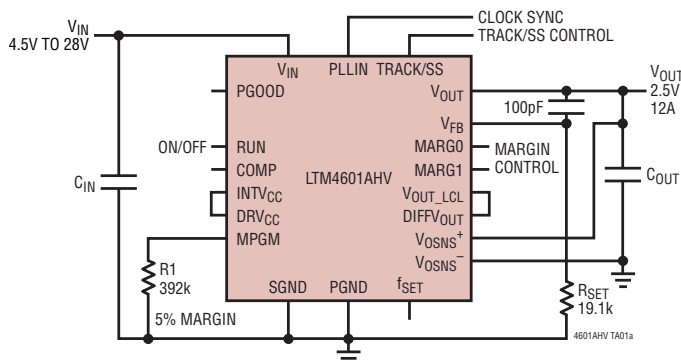 CLOCK SYNC
TRACK/SS CONTROL
VIN
4.5V TO 28V
VIN
PLLIN
TRACK/SS
PGOOD
VOUT
VOUT
2.5V
12A
100pF
VFB
ON/OFF
RUN
MARG0
MARGIN
CONTROL
COMP
LTM4601AHV
MARG1
CIN
INTVCC
VOUT_LCL
COUT
DRVCC
DIFFVOUT
MPGM
VOSNS+
VOSNS–
R1
392k
SGND
PGND
fSET
RSET
19.1k
5% MARGIN
4601AHV TA01a